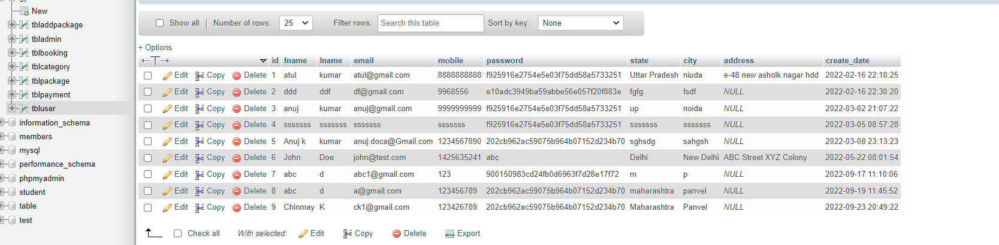 New
tbladdpackage
tbladmin
tblbooking
tblcategory
tblpackage
tblpayment
tbluser
information_schema
members
mysql
performance_schema
phpmyadmin
student
table
test
Show all Number of rows: 25 Filter rows: Search this table Sort by key: None
+ Options
id fname lname email mobile password state city address create_date
Edit Copy Delete 1 atul kumar atul@gmail.com 8888888888 f925916e2754e5e03f75dd58a5733251 Uttar Pradesh niuda e-48 new asholk nagar hdd 2022-02-16 22:18:25
Edit Copy Delete 2 ddd ddf df@gmail.com 9968556 e10adc3949ba59abbe56e057f20f883e fgfg fsdf NULL 2022-02-16 22:30:20
Edit Copy Delete 3 anuj kumar anuj@gmail.com 9999999999 f925916e2754e5e03f75dd58a5733251 up noida NULL 2022-03-02 21:07:22
Edit Copy Delete 4 sssssss sssssss sssssss sssssss f925916e2754e5e03f75dd58a5733251 sssssss sssssss NULL 2022-03-05 08:57:28
Edit Copy Delete 5 Anuj k kumar anuj.doca@Gmail.com 1234567890 202cb962ac59075b964b07152d234b70 sghsdg sahgsh NULL 2022-03-08 23:13:23
Edit Copy Delete 6 John Doe john@test.com 1425635241 abc Delhi New Delhi ABC Street XYZ Colony 2022-05-22 08:01:54
Edit Copy Delete 7 abc d abc1@gmail.com 123 900150983cd24fb0d6963f7d28e17f72 m p NULL 2022-09-17 11:10:06
Edit Copy Delete 8 abc d a@gmail.com 123456789 202cb962ac59075b964b07152d234b70 maharashtra panvel NULL 2022-09-19 11:45:52
Edit Copy Delete 9 Chinmay K ck1@gmail.com 123426789 202cb962ac59075b964b07152d234b70 Maharashtra Panvel NULL 2022-09-23 20:49:22
Check all With selected: Edit Copy Delete Export